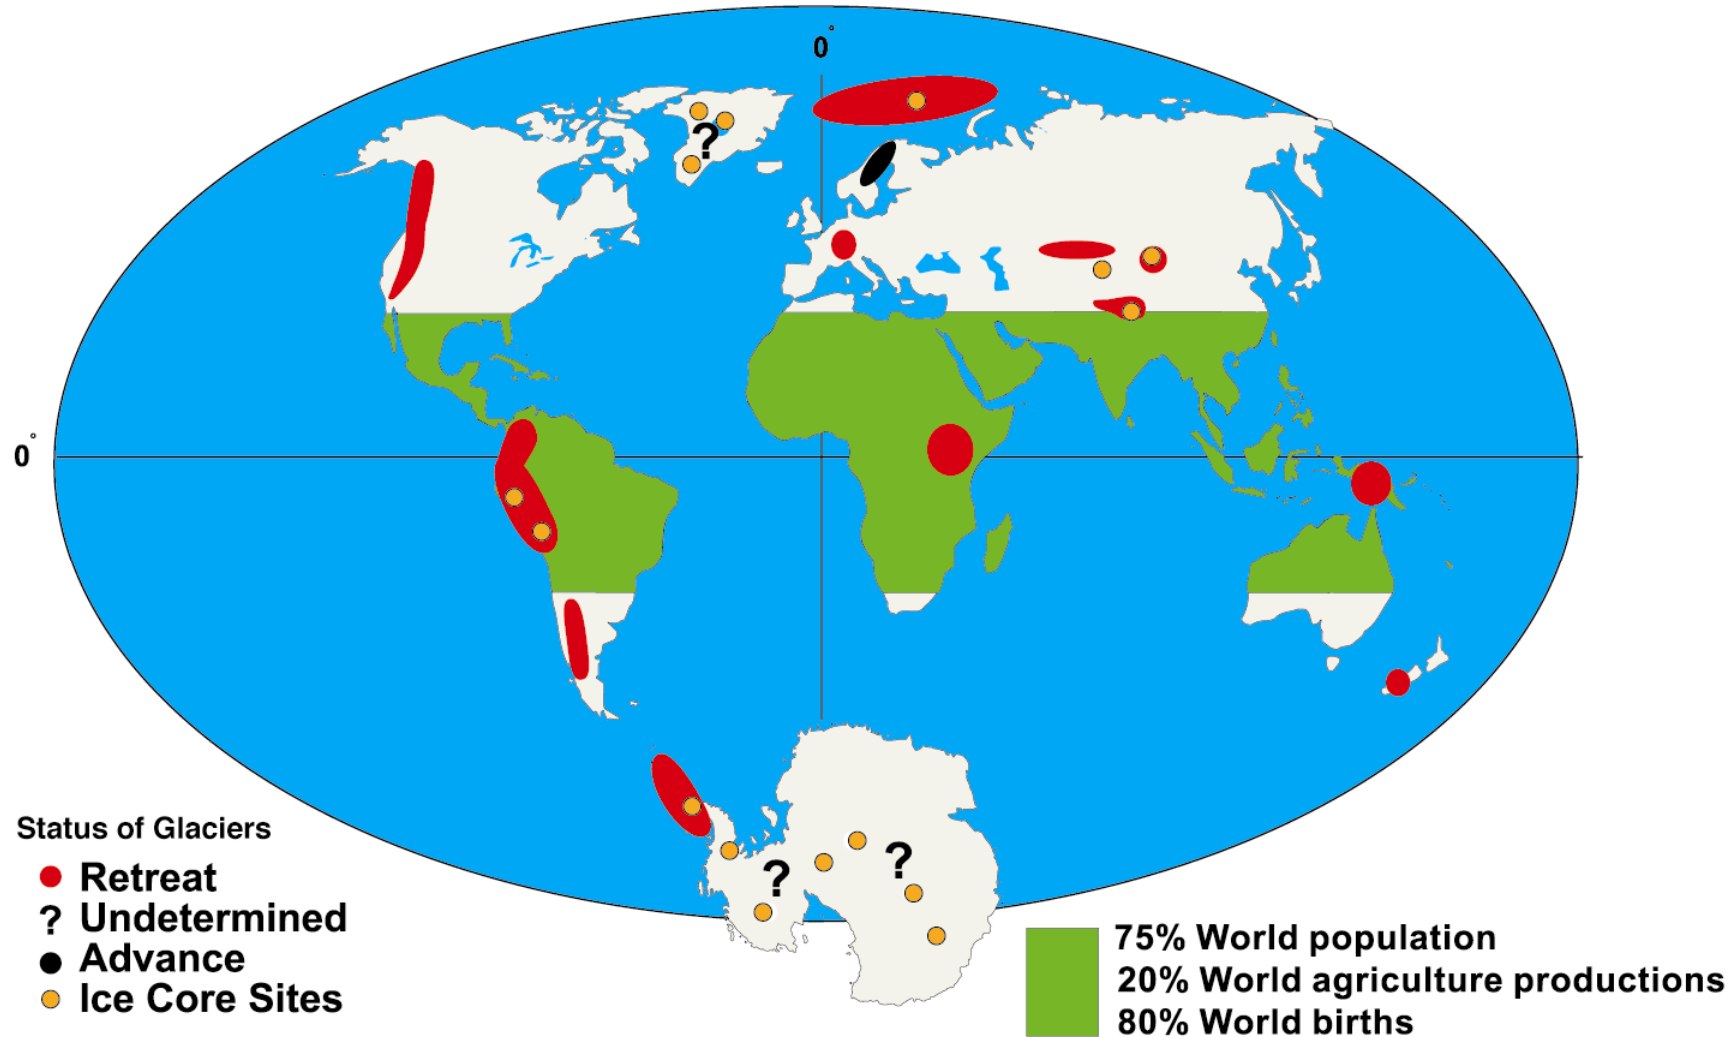 0°
?
0°
?
?
Status of Glaciers
Retreat
? Undetermined
Advance
Ice Core Sites
75% World population
20% World agriculture productions
80% World births